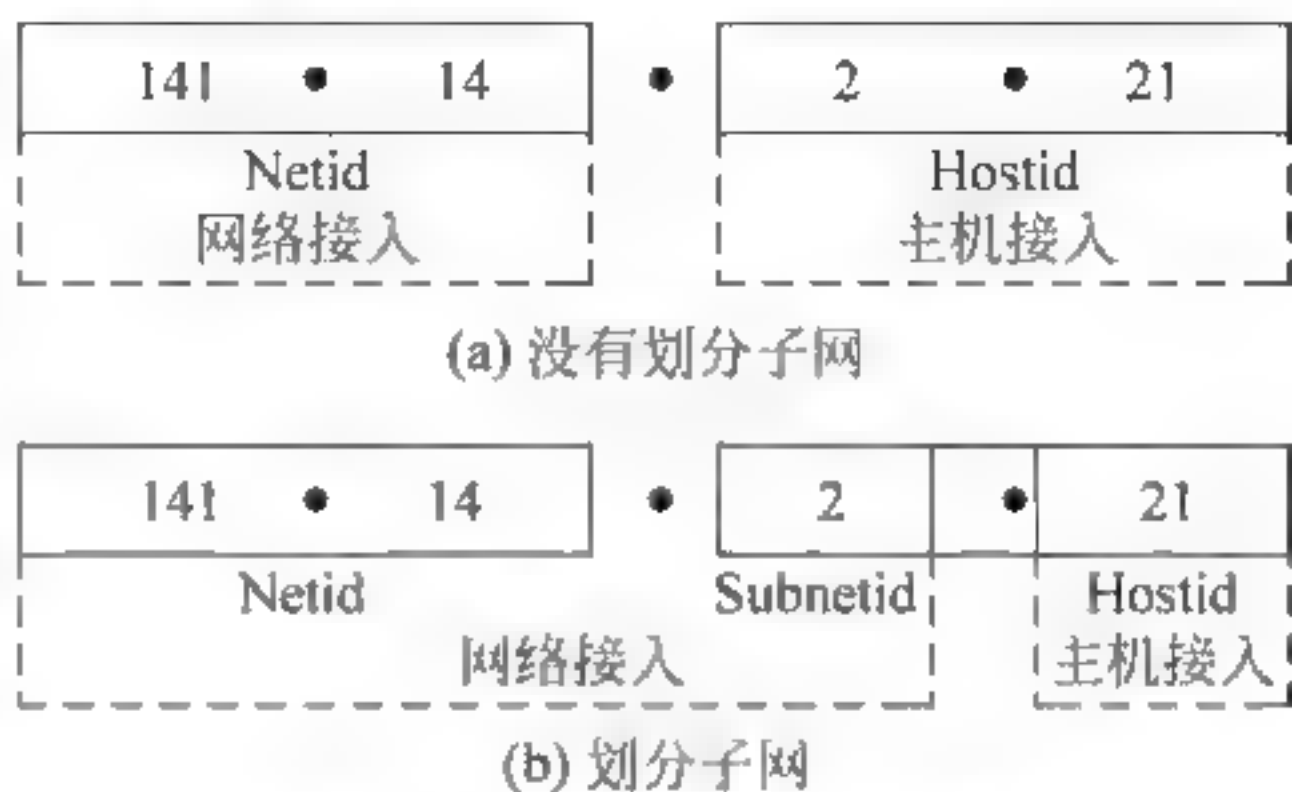 141 • 14 • 2 • 21
Netid Hostid
网络接入 主机接入
(a) 没有划分子网
141 • 14 • 2 • 21
Netid Subnetid Hostid
网络接入 主机接入
(b) 划分子网